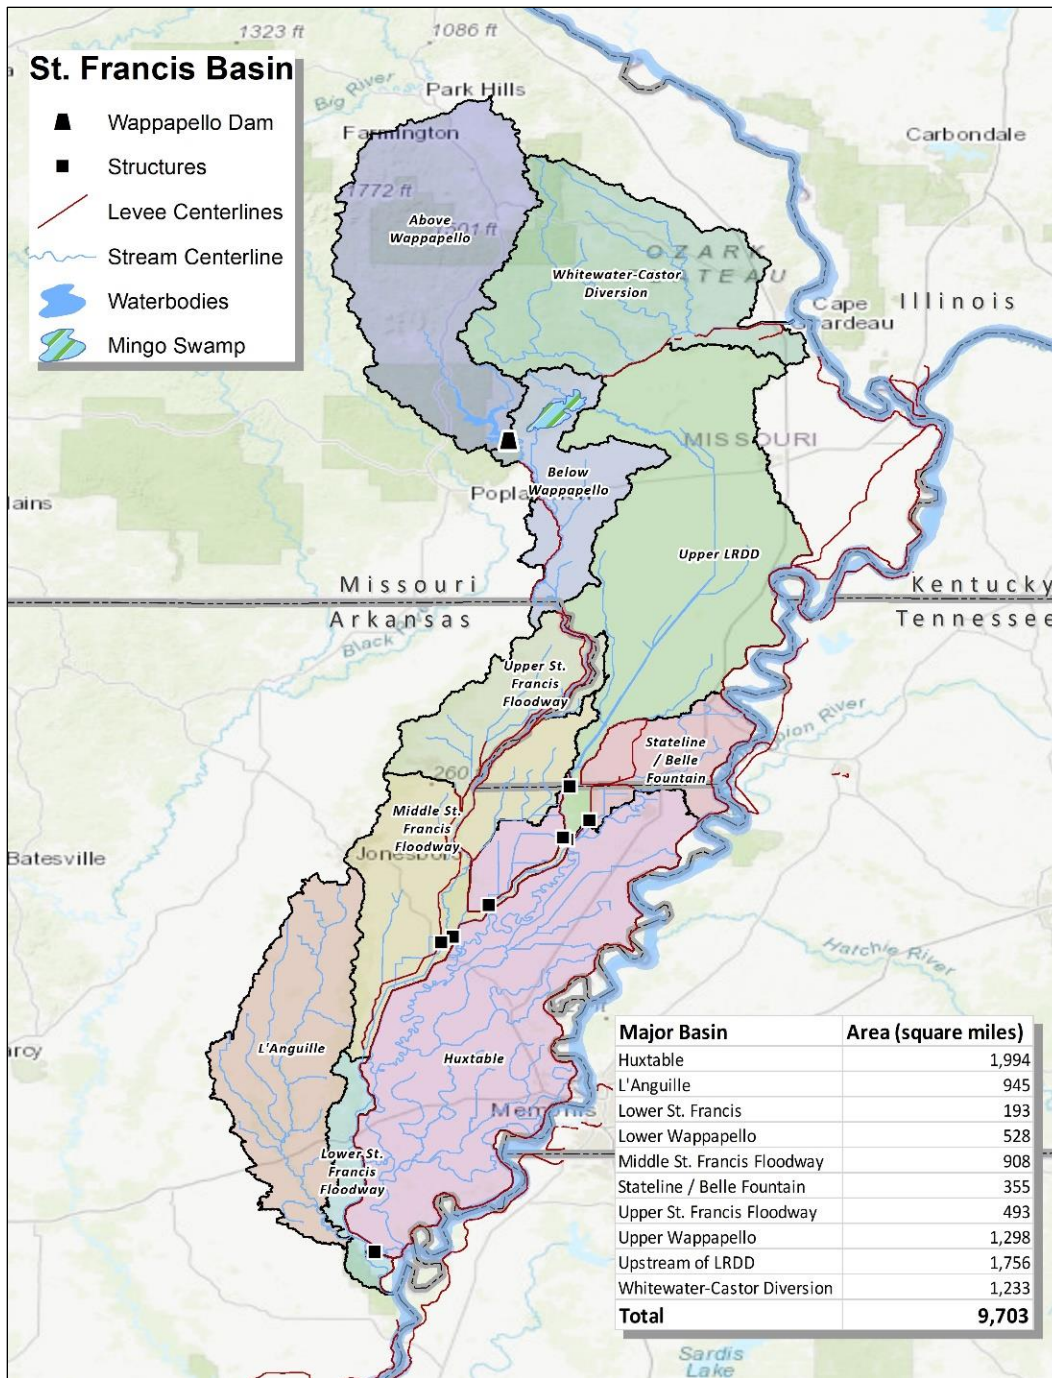 1323 ft
1086 ft
St. Francis Basin
Wappapello Dam
Structures
Levee Centerlines
Stream Centerline
Waterbodies
Mingo Swamp
Big River
Park Hills
Farmington
Carbondale
1772 ft
Above
Wappapello
OZARK
Whitewater-Castor
Diversion
Cape
Illinois
MISSOURI
Below
Wappapello
lains
Upper LRDD
Missouri
Kentucky
Arkansas
Tennessee
Black
Upper St.
Francis
Floodway
River
Stateline
/ Belle
Fountain
260
Middle St.
Francis
Floodway
Jonesboro
Batesville
Hatchie River
L'Anguille
Huxtable
Memphis
Lower St.
Francis
Floodway
Major Basin Area (square miles)
Huxtable 1,994
L'Anguille 945
Lower St. Francis 193
Lower Wappapello 528
Middle St. Francis Floodway 908
Stateline / Belle Fountain 355
Upper St. Francis Floodway 493
Upper Wappapello 1,298
Upstream of LRDD 1,756
Whitewater-Castor Diversion 1,233
Total 9,703
Sardis
Lake